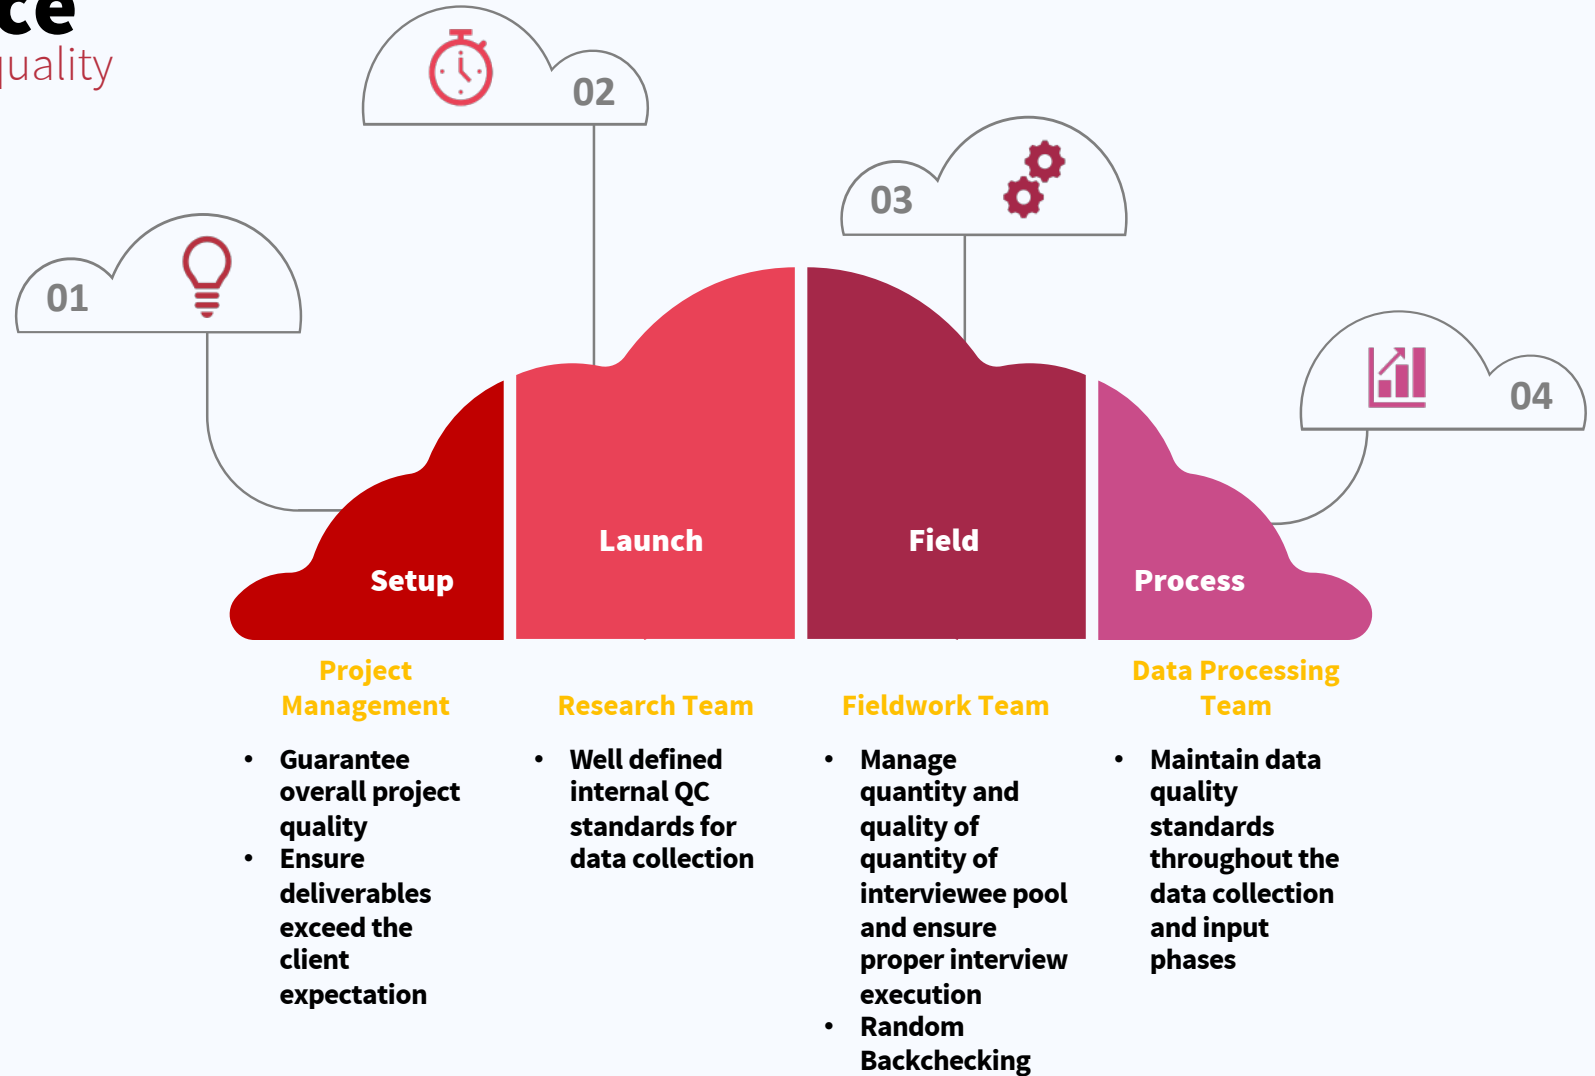 ce
quality
02
03
01
04
Launch
Field
Setup
Process
Project
Management
Research Team
Fieldwork Team
Data Processing
Team
• Guarantee
overall project
quality
• Ensure
deliverables
exceed the
client
expectation
• Well defined
internal QC
standards for
data collection
• Manage
quantity and
quality of
quantity of
interviewee pool
and ensure
proper interview
execution
• Random
Backchecking
• Maintain data
quality
standards
throughout the
data collection
and input
phases